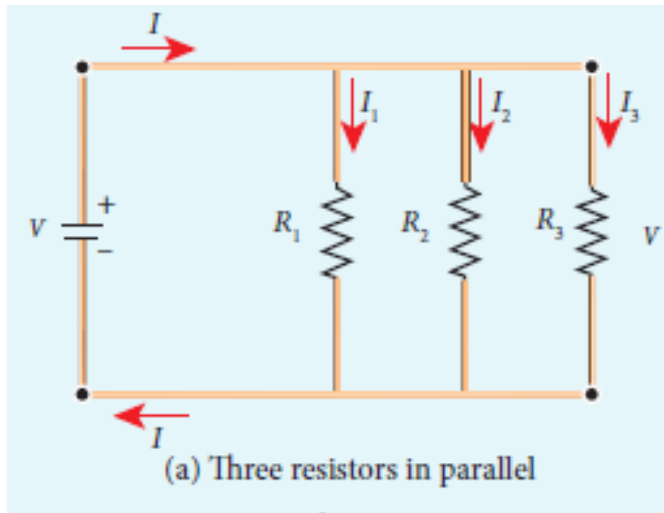 I
I₁ I₂ I₃
+
V R₁ R₂ R₃ V
−
I
(a) Three resistors in parallel